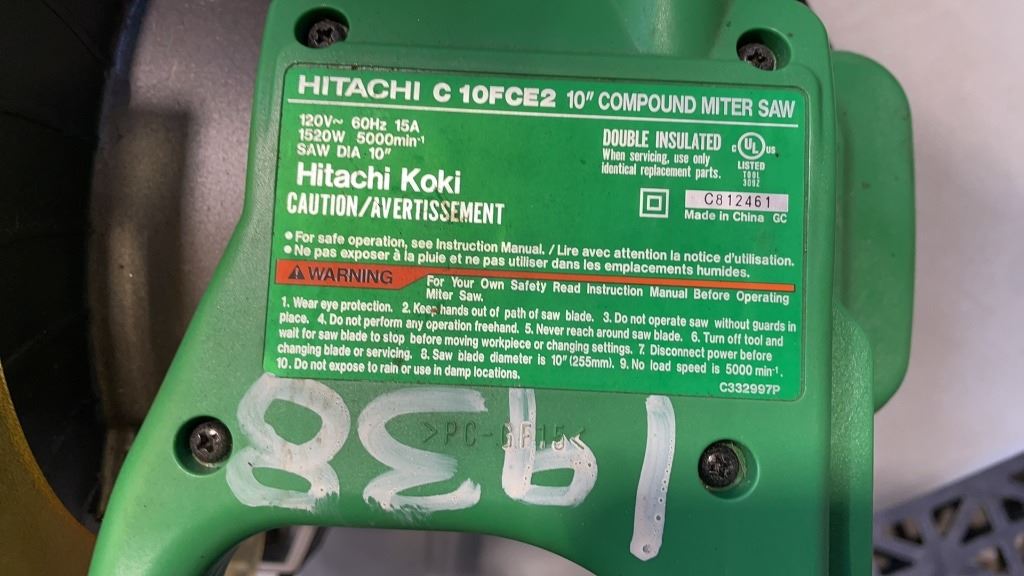 HITACHI C 10FCE2 10" COMPOUND MITER SAW
120V~ 60Hz 15A
1520W 5000min⁻¹
SAW DIA 10"
Hitachi Koki
DOUBLE INSULATED
When servicing, use only
identical replacement parts.
c UL us
LISTED
TOOL
308Z
C812461
Made in China GC
CAUTION/AVERTISSEMENT
• For safe operation, see Instruction Manual. / Lire avec attention la notice d'utilisation.
• Ne pas exposer à la pluie et ne pas utiliser dans les emplacements humides.
WARNING
For Your Own Safety Read Instruction Manual Before Operating
Miter Saw.
1. Wear eye protection. 2. Keep hands out of path of saw blade. 3. Do not operate saw without guards in
place. 4. Do not perform any operation freehand. 5. Never reach around saw blade. 6. Turn off tool and
wait for saw blade to stop before moving workpiece or changing settings. 7. Disconnect power before
changing blade or servicing. 8. Saw blade diameter is 10" (255mm). 9. No load speed is 5000 min⁻¹.
10. Do not expose to rain or use in damp locations.
C332997P
>PC-GF15<
1938